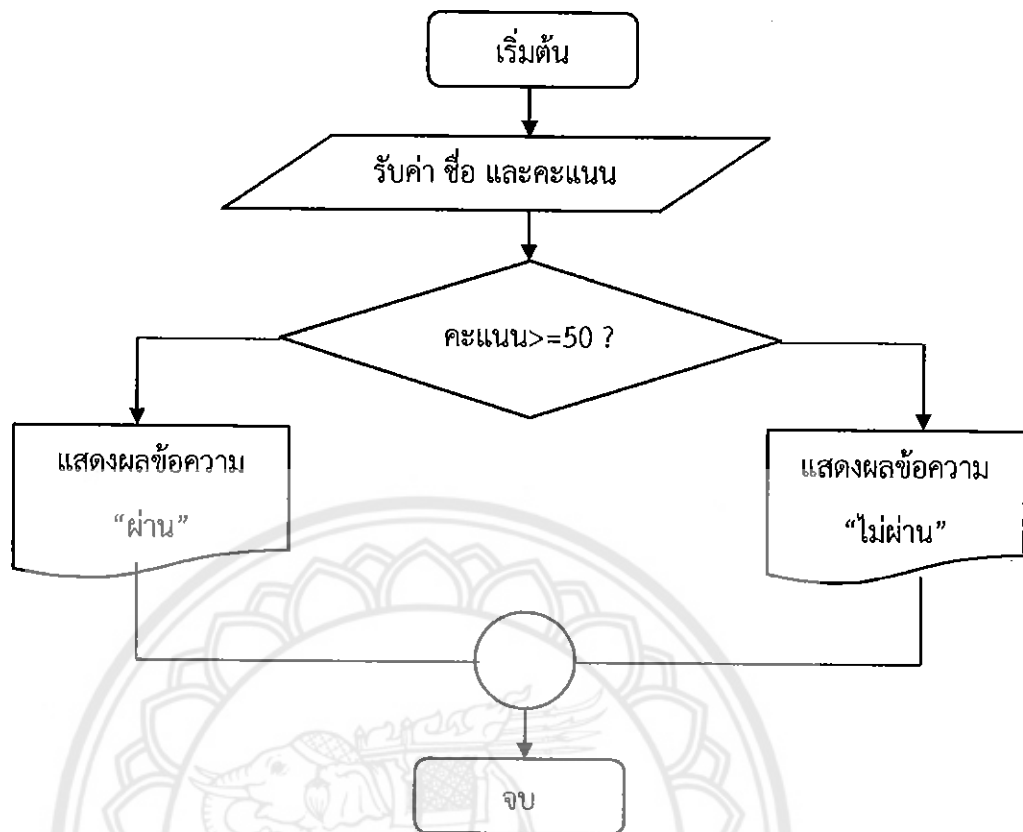 เริ่มต้น
รับค่า ชื่อ และคะแนน
คะแนน>=50 ?
แสดงผลข้อความ
“ผ่าน”
แสดงผลข้อความ
“ไม่ผ่าน”
จบ